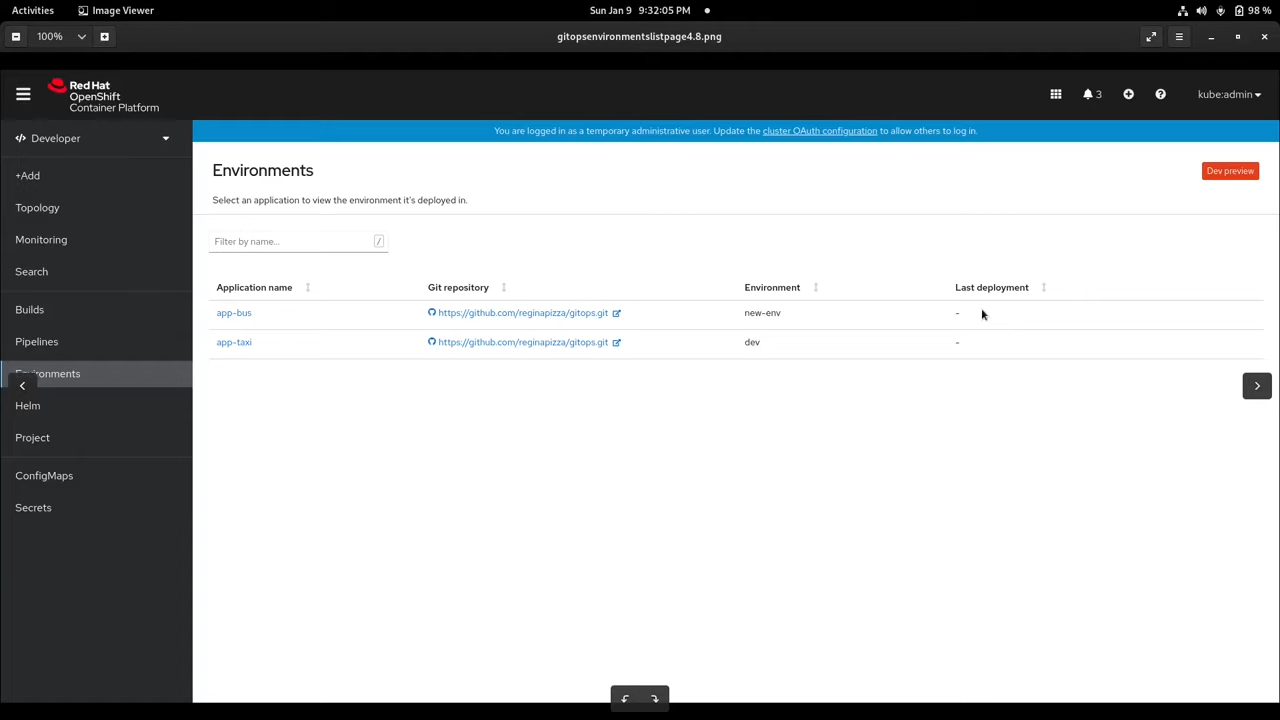 Activities
Image Viewer
Sun Jan 9 9:32:05 PM
98 %
100%
gitopsenvironmentslistpage4.8.png
Red Hat
OpenShift
Container Platform
3
kube:admin
Developer
You are logged in as a temporary administrative user. Update the cluster OAuth configuration to allow others to log in.
+Add
Topology
Monitoring
Search
Builds
Pipelines
Environments
Helm
Project
ConfigMaps
Secrets
Environments
Dev preview
Select an application to view the environment it's deployed in.
Filter by name...
/
Application name Git repository Environment Last deployment
app-bus https://github.com/reginapizza/gitops.git new-env -
app-taxi https://github.com/reginapizza/gitops.git dev -